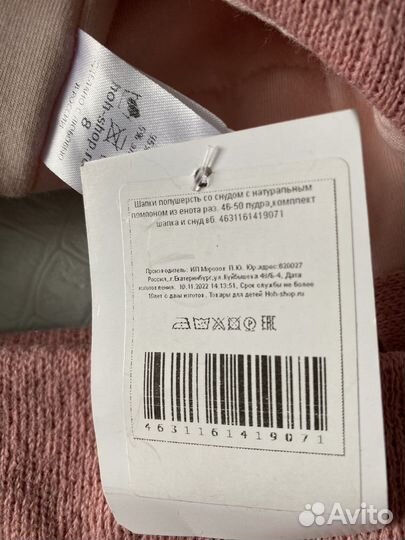 hoh-shop.ru
8
Шапки полушерсть со снудом с натуральным
помпоном из енота раз. 46-50 пудра,комплект
шапка и снуд вб. 4631161419071
Производитель: ИП Морозов П.Ю. Юр.адрес:620027
Россия,,г.Екатеринбург,ул.Куйбышева 48/Б-4, Дата
изготовления: 10.11.2022 14:13:51, Срок службы не более
10лет с даты изготов. Товары для детей Hoh-shop.ru
EAC
4631161419071
Avito